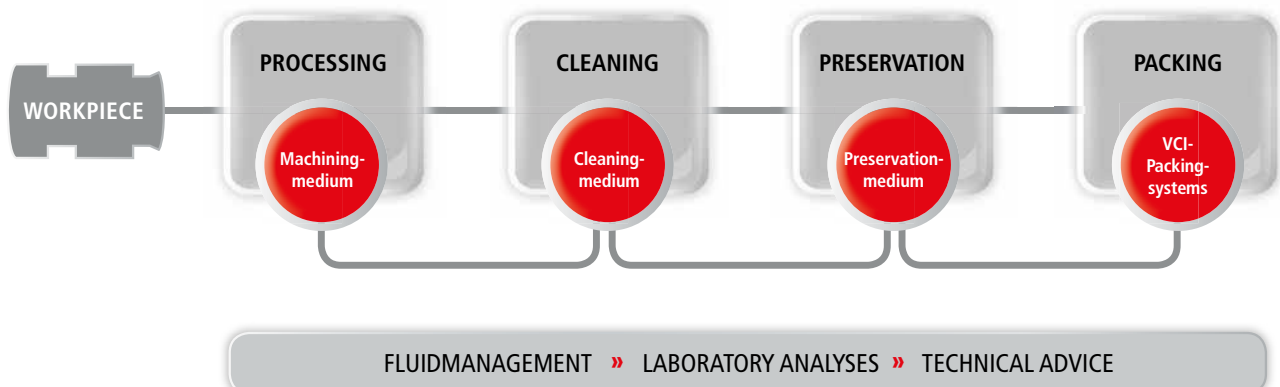 PROCESSING
CLEANING
PRESERVATION
PACKING
WORKPIECE
Machining-
medium
Cleaning-
medium
Preservation-
medium
VCI-
Packing-
systems
FLUIDMANAGEMENT » LABORATORY ANALYSES » TECHNICAL ADVICE